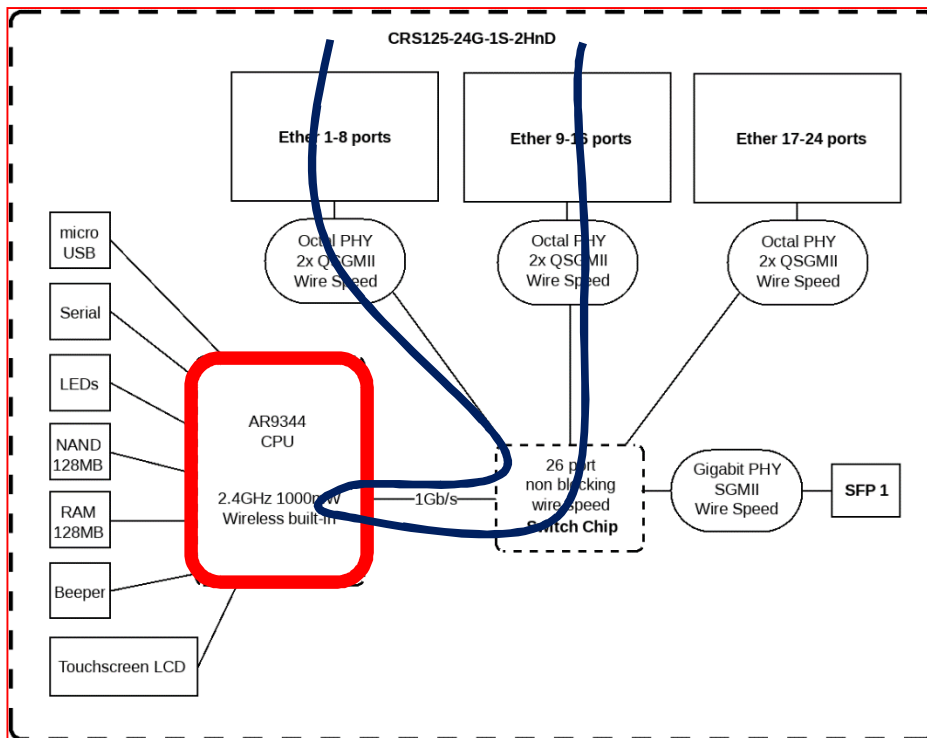 CRS125-24G-1S-2HnD
Ether 1-8 ports
Ether 9-16 ports
Ether 17-24 ports
micro
USB
Octal PHY
2x QSGMII
Wire Speed
Octal PHY
2x QSGMII
Wire Speed
Octal PHY
2x QSGMII
Wire Speed
Serial
LEDs
NAND
128MB
RAM
128MB
Beeper
Touchscreen LCD
AR9344
CPU
2.4GHz 1000mW
Wireless built-in
1Gb/s
26 port
non blocking
wire speed
Switch Chip
Gigabit PHY
SGMII
Wire Speed
SFP 1